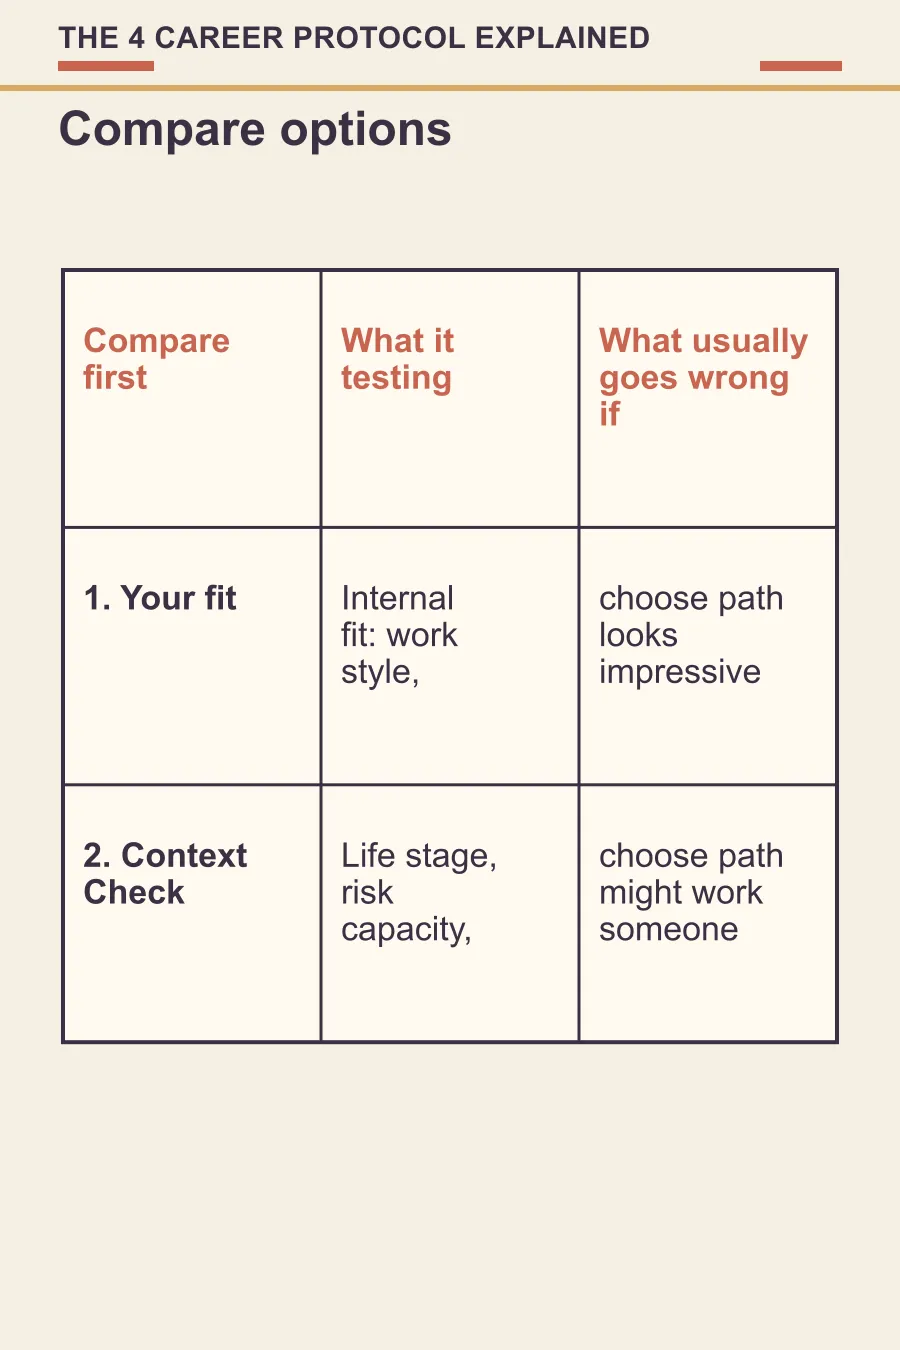 THE 4 CAREER PROTOCOL EXPLAINED
Compare options
Compare
first
What it
testing
What usually
goes wrong
if
1. Your fit
Internal
fit: work
style,
choose path
looks
impressive
2. Context
Check
Life stage,
risk
capacity,
choose path
might work
someone